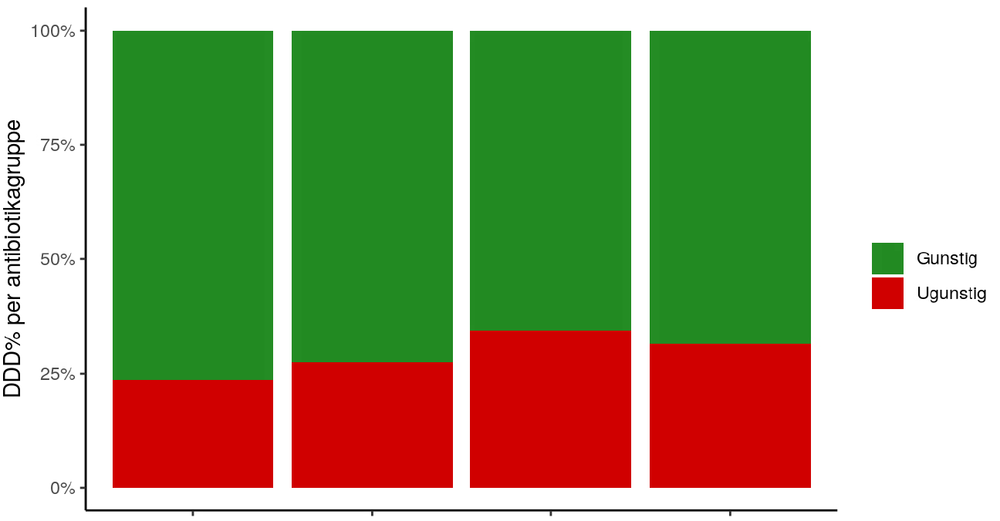 DDD% per antibiotikagruppe
100%
75%
50%
25%
0%
Gunstig
Ugunstig